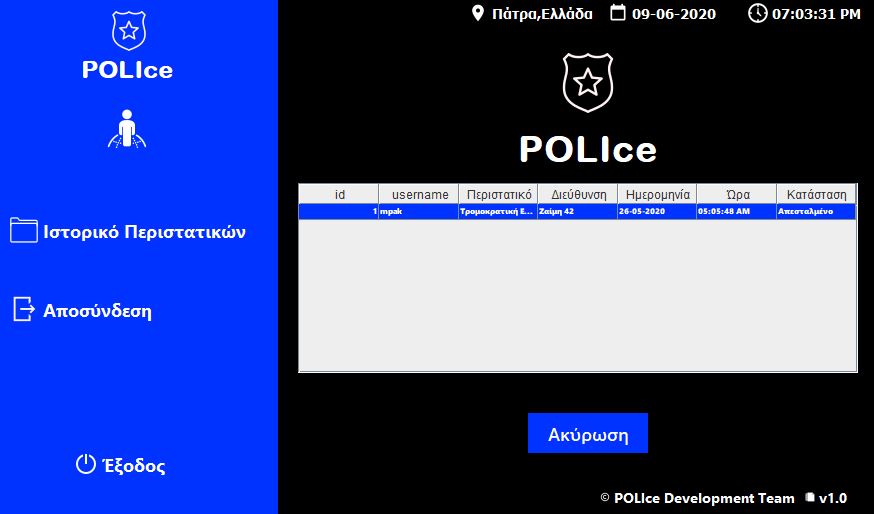 Πάτρα,Ελλάδα 09-06-2020 07:03:31 PM
POLIce
Ιστορικό Περιστατικών
Αποσύνδεση
Έξοδος
POLIce
id username Περιστατικό Διεύθυνση Ημερομηνία Ώρα Κατάσταση
1 mpak Τρομοκρατική Ε... Ζαίμη 42 26-05-2020 05:05:48 AM Απεσταλμένο
Ακύρωση
© POLIce Development Team v1.0